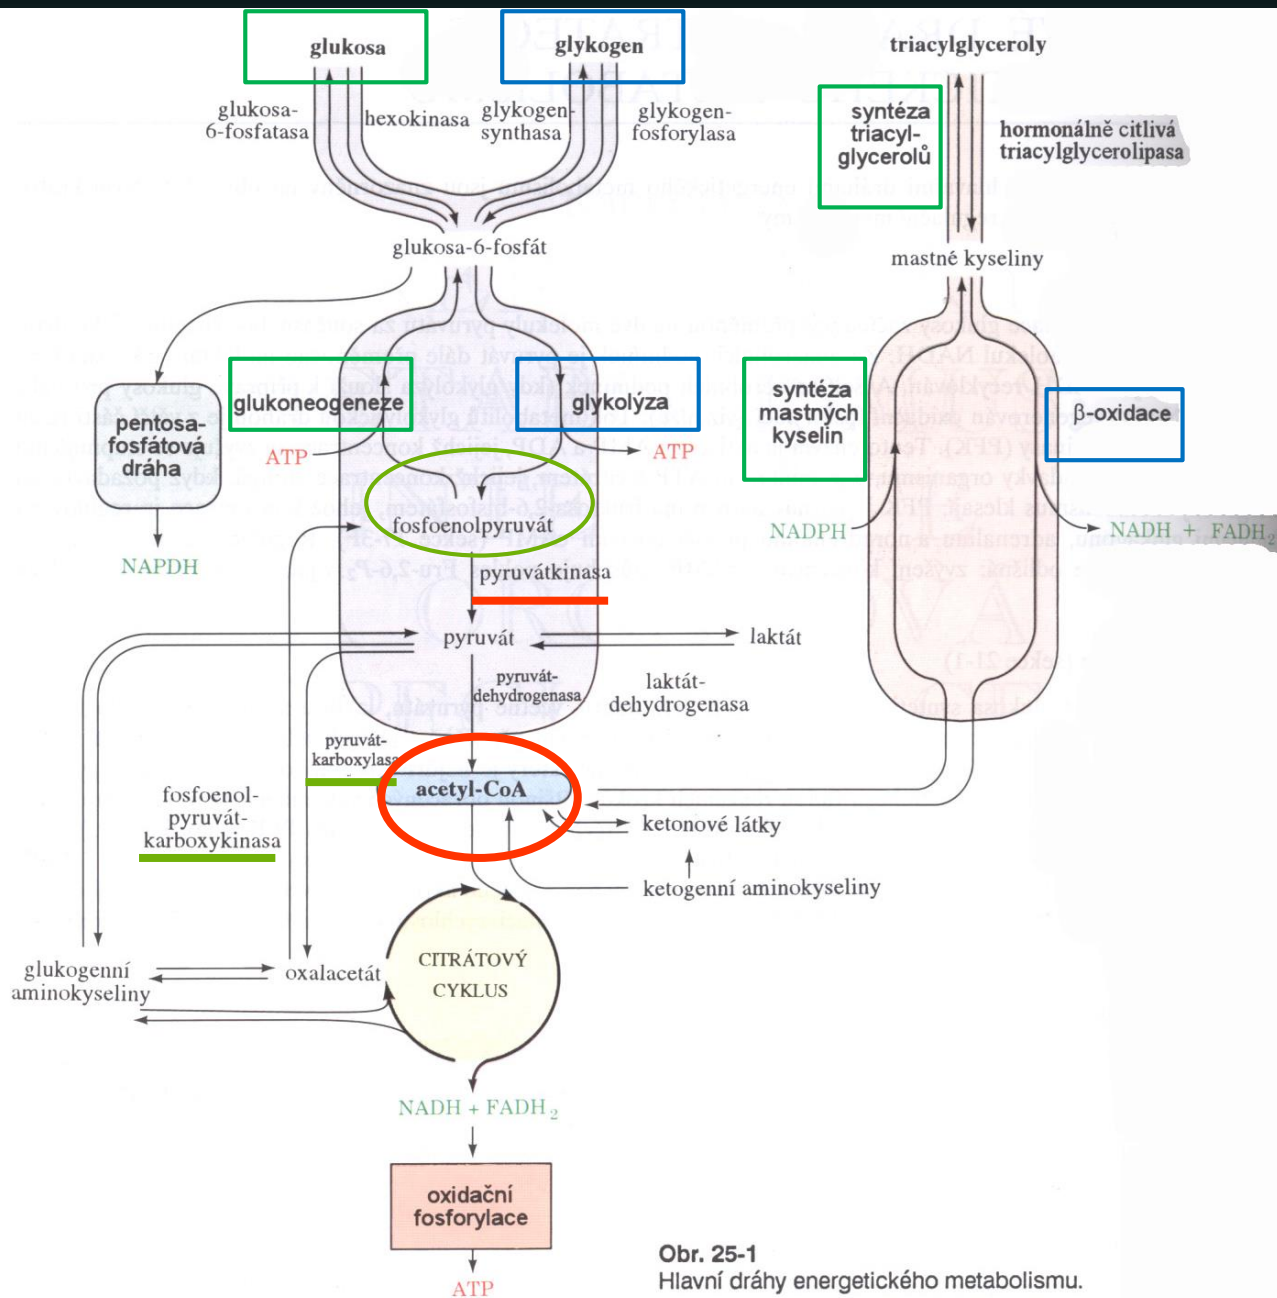 glukosa
glykogen
triacylglyceroly
glukosa-
6-fosfatasa
hexokinasa
glykogen-
synthasa
glykogen-
fosforylasa
syntéza
triacyl-
glycerolů
hormonálně citlivá
triacylglycerolipasa
glukosa-6-fosfát
mastné kyseliny
pentosa-
fosfátová
dráha
glukoneogeneze
glykolýza
syntéza
mastných
kyselin
β-oxidace
ATP
ATP
fosfoenolpyruvát
NADPH
NADH + FADH2
NAPDH
pyruvátkinasa
pyruvát
laktát
pyruvát-
dehydrogenasa
laktát-
dehydrogenasa
pyruvát-
karboxylasa
acetyl-CoA
fosfoenol-
pyruvát-
karboxykinasa
ketonové látky
ketogenní aminokyseliny
glukogenní
aminokyseliny
oxalacetát
CITRÁTOVÝ
CYKLUS
NADH + FADH2
oxidační
fosforylace
ATP
Obr. 25-1
Hlavní dráhy energetického metabolismu.